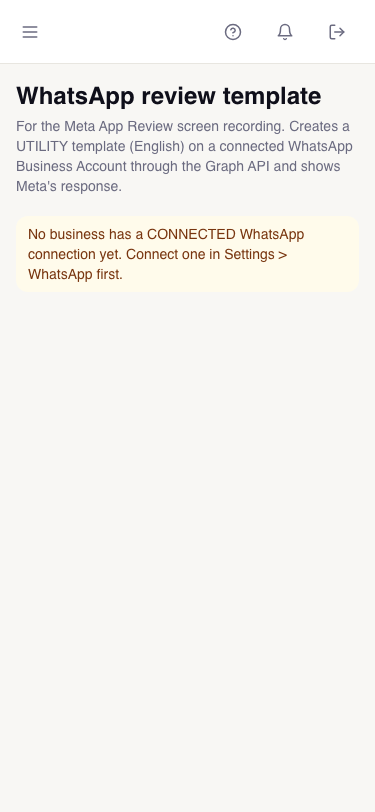 WhatsApp review template
For the Meta App Review screen recording. Creates a
UTILITY template (English) on a connected WhatsApp
Business Account through the Graph API and shows
Meta's response.
No business has a CONNECTED WhatsApp
connection yet. Connect one in Settings >
WhatsApp first.